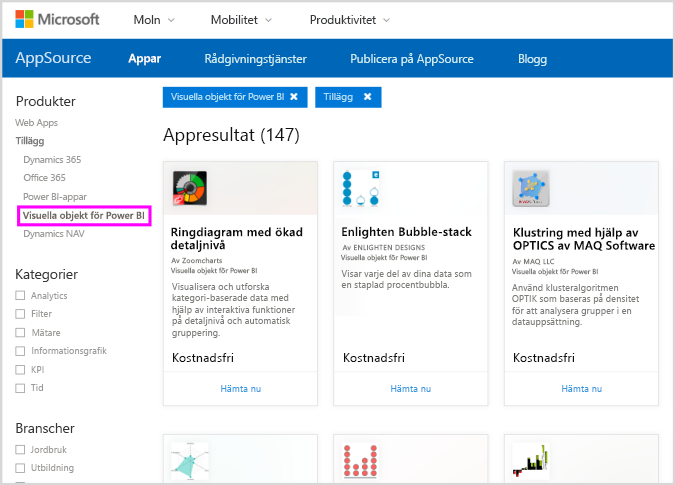 Microsoft
Moln
Mobilitet
Produktivitet
AppSource
Appar
Rådgivningstjänster
Publicera på AppSource
Blogg
Produkter
Web Apps
Tillägg
Dynamics 365
Office 365
Power BI-appar
Visuella objekt för Power BI
Dynamics NAV
Kategorier
Analytics
Filter
Mätare
Informationsgrafik
KPI
Tid
Branscher
Jordbruk
Utbildning
Visuella objekt för Power BI ✖
Tillägg ✖
Appresultat (147)
Ringdiagram med ökad
detaljnivå
Av Zoomcharts
Visuella objekt för Power BI
Visualisera och utforska
kategori-baserade data med
hjälp av interaktiva funktioner
på detaljnivå och automatisk
gruppering.
Kostnadsfri
Hämta nu
Enlighten Bubble-stack
Av ENLIGHTEN DESIGNS
Visuella objekt för Power BI
Visar varje del av dina data som
en staplad procentbubbla.
Kostnadsfri
Hämta nu
Klustring med hjälp av
OPTICS av MAQ Software
Av MAQ LLC
Visuella objekt för Power BI
Använd klusteralgoritmen
OPTIK som baseras på densitet
för att analysera grupper i en
datauppsättning.
Kostnadsfri
Hämta nu